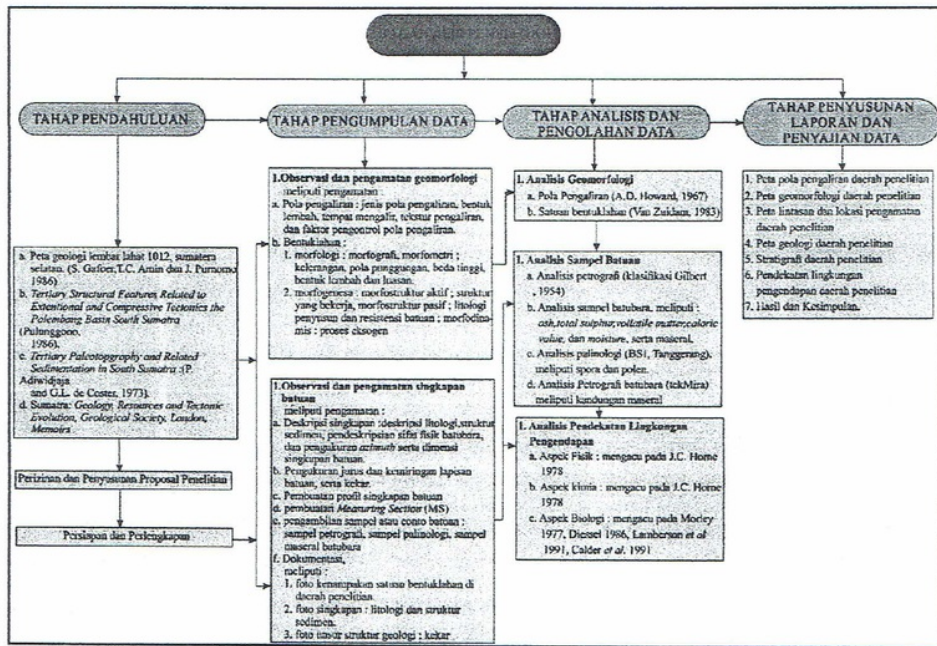 TAHAP PENDAHULUAN
TAHAP PENGUMPULAN DATA
TAHAP ANALISIS DAN
PENGOLAHAN DATA
TAHAP PENYUSUNAN
LAPORAN DAN
PENYAJIAN DATA
a. Peta geologi lembar lahat 1012, sumatera
selatan. (S. Gafoer, T.C. Amin dan J. Purnomo
1986)
b. Tertiary Structural Features Related to
Extentional and Compressive Tectonics the
Palembang Basin South Sumatra
(Pulunggono,
1986).
c. Tertiary Paleotopgraphy and Related
Sedimentation in South Sumatra :(P.
Adiwidjaja
and G.L. de Coster, 1973).
d. Sumatra: Geology, Resources and Tectonic
Evolution, Geological Society, London,
Memoirs
Perizinan dan Penyusunan Proposal Penelitian
Persiapan dan Perlengkapan
1.Observasi dan pengamatan geomorfologi
meliputi pengamatan :
a. Pola pengaliran : jenis pola pengaliran, bentuk
lembah, tempat mengalir, tekstur pengaliran,
dan faktor pengontrol pola pengaliran.
b. Bentuklahan :
1. morfologi : morfografi, morfometri ;
kelerengan, pola punggungan, beda tinggi,
bentuk lembah dan luasan.
2. morfogenesa : morfostruktur aktif ; struktur
yang bekerja, morfostruktur pasif ; litologi
penyusun dan resistensi batuan ; morfodina-
mis : proses eksogen
1.Observasi dan pengamatan singkapan
batuan
meliputi pengamatan :
a. Deskripsi singkapan :deskripsi litologi,struktur
sedimen, pendeskripsian sifat fisik batubara,
dan pengukuran azimuth serta dimensi
singkapan batuan.
b. Pengukuran jurus dan kemiringan lapisan
batuan, serta kekar.
c. Pembuatan profil singkapan batuan
d. pembuatan Measuring Section (MS)
e. pengambilan sampel atau conto batuan :
sampel petrografi, sampel palinologi, sampel
maseral batubara
f. Dokumentasi,
meliputi :
1. foto kenampakan satuan bentuklahan di
daerah penelitian.
2. foto singkapan : litologi dan struktur
sedimen.
3. foto unsur struktur geologi ; kekar
1. Analisis Geomorfologi
a. Pola Pengaliran (A.D. Howard, 1967)
b. Satuan bentuklahan (Van Zuidam, 1983)
1. Analisis Sampel Batuan
a. Analisis petrografi (klasifikasi Gilbert
, 1954)
b. Analisis sampel batubara, meliputi :
ash,total sulphur,vollatile matter,caloric
value, dan moisture, serta maseral.
c. Analisis palinologi (BSI, Tanggerang),
meliputi spora dan polen.
d. Analisis Petrografi batubara (tekMira)
meliputi kandungan maseral
1. Analisis Pendekatan Lingkungan
Pengendapan
a. Aspek Fisik : mengacu pada J.C. Horne
1978
b. Aspek kimia : mengacu pada J.C. Horne
1978
c. Aspek Biologi : mengacu pada Morley
1977, Diessel 1986, Lamberson et al
1991, Calder et al. 1991
1. Peta pola pengaliran daerah penelitian
2. Peta geomorfologi daerah penelitian
3. Peta lintasan dan lokasi pengamatan
daerah penelitian
4. Peta geologi daerah penelitian
5. Stratigrafi daerah penelitian
6. Pendekatan lingkungan
pengendapan daerah penelitian
7. Hasil dan Kesimpulan.